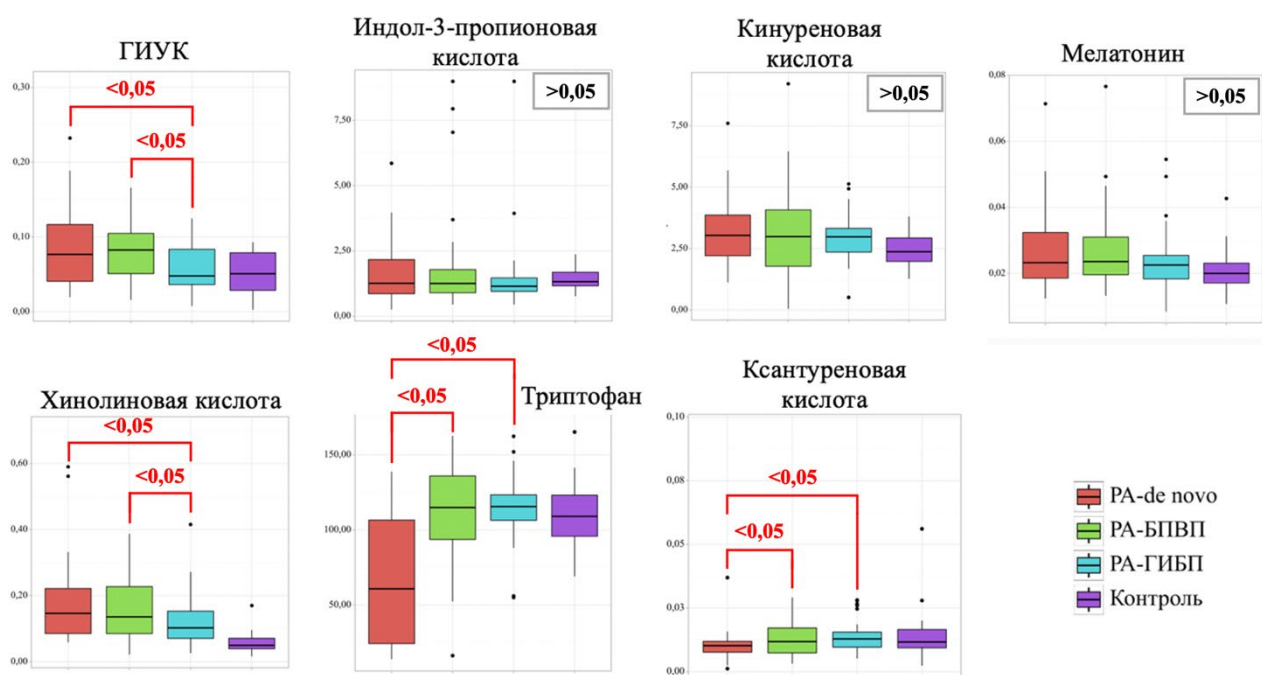 ГИУК
0,30
0,20
0,10
0,00
<0,05
<0,05
Индол-3-пропионовая
кислота
>0,05
7,50
5,00
2,50
0,00
Кинуреновая
кислота
>0,05
7,50
5,00
2,50
0,00
Мелатонин
0,08
>0,05
0,06
0,04
0,02
Хинолиновая кислота
<0,05
0,60
<0,05
0,40
0,20
0,00
<0,05
<0,05
Триптофан
150,00
100,00
50,00
Ксантуреновая
кислота
0,10
0,08
<0,05
<0,05
0,05
0,03
0,00
РА-de novo
РА-БПВП
РА-ГИБП
Контроль